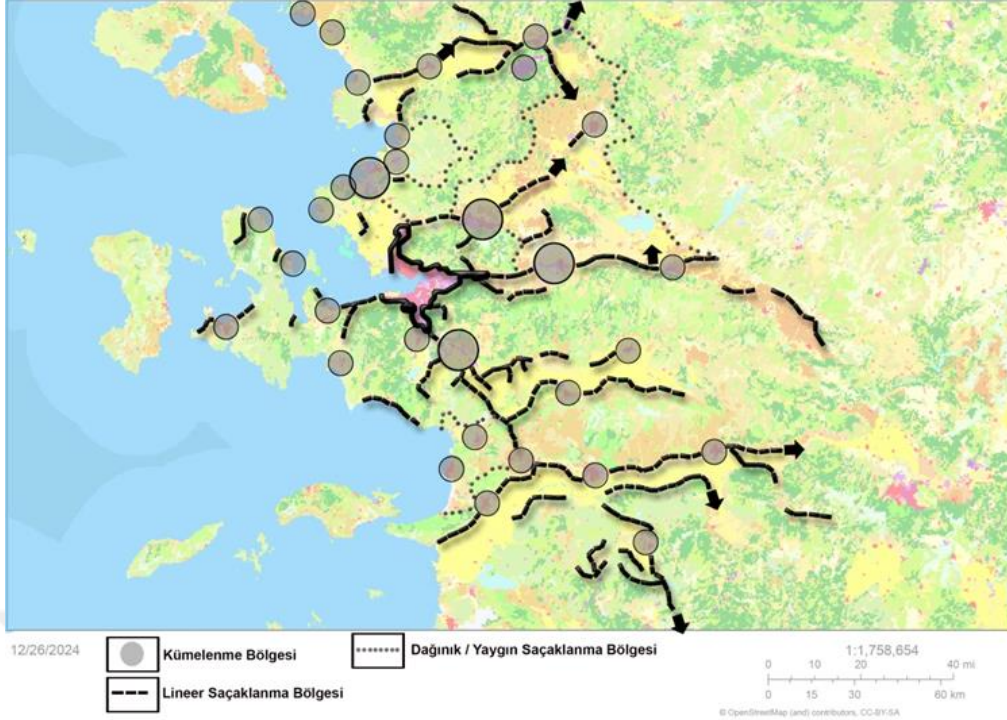 12/26/2024
Kümelenme Bölgesi
Dağınık / Yaygın Saçaklanma Bölgesi
Lineer Saçaklanma Bölgesi
1:1,758,654
0 10 20 40 mi
0 15 30 60 km
© OpenStreetMap (and) contributors, CC-BY-SA